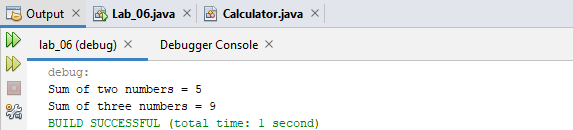 Output Lab_06.java Calculator.java
lab_06 (debug) Debugger Console
debug:
Sum of two numbers = 5
Sum of three numbers = 9
BUILD SUCCESSFUL (total time: 1 second)